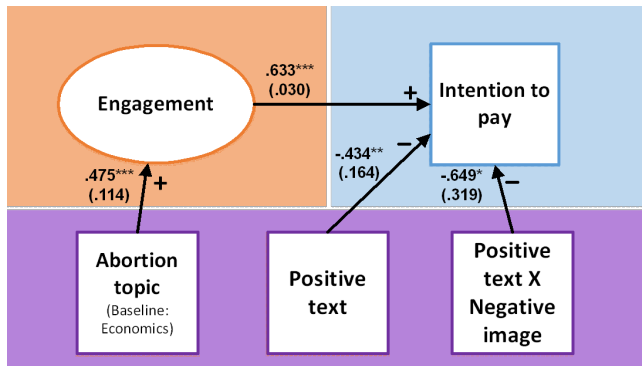 Engagement
.633***
(.030)
+
Intention to
pay
.475***
(.114)
+
-.434**
(.164)
–
-.649*
(.319)
–
Abortion
topic
(Baseline:
Economics)
Positive
text
Positive
text X
Negative
image